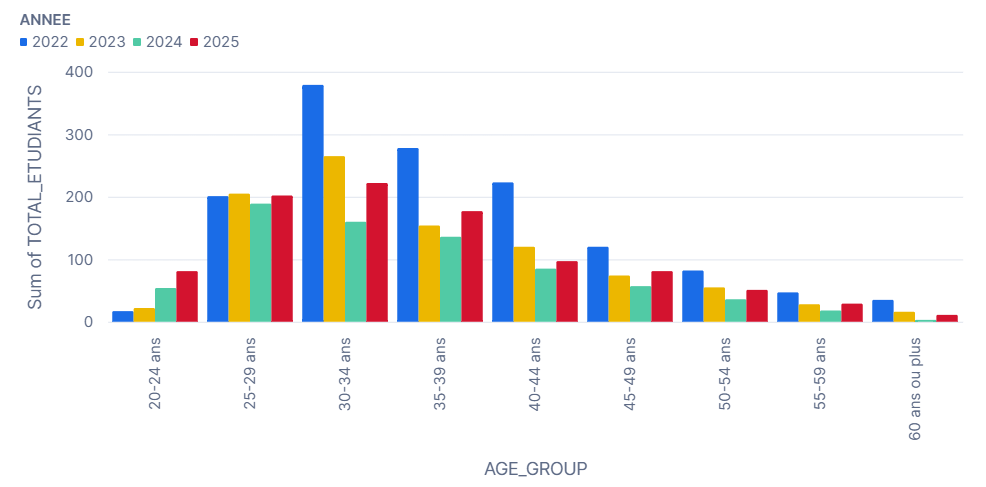 ANNEE
2022 2023 2024 2025
Sum of TOTAL_ETUDIANTS
400
300
200
100
0
20-24 ans
25-29 ans
30-34 ans
35-39 ans
40-44 ans
45-49 ans
50-54 ans
55-59 ans
60 ans ou plus
AGE_GROUP